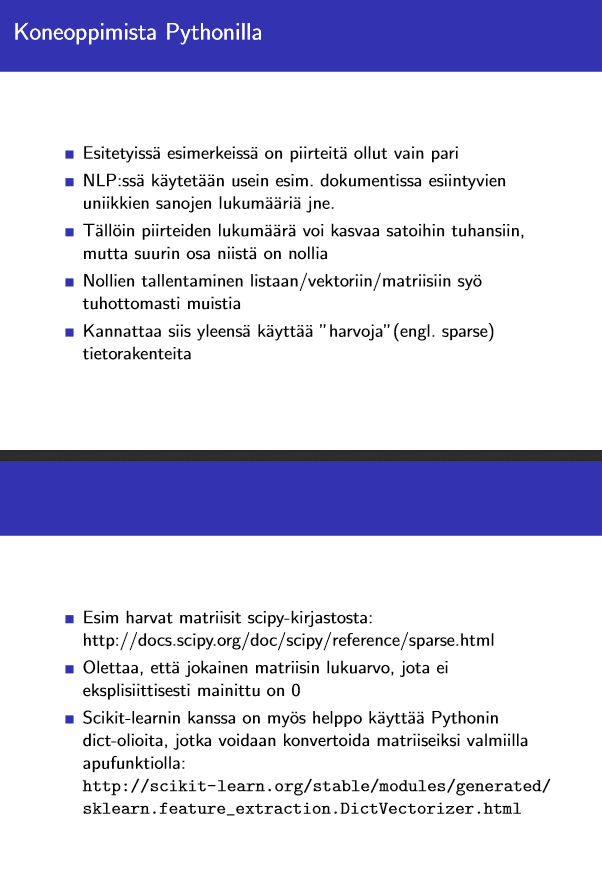 Koneoppimista Pythonilla
Esitetyissä esimerkeissä on piirteitä ollut vain pari
NLP:ssä käytetään usein esim. dokumentissa esiintyvien
uniikkien sanojen lukumääriä jne.
Tällöin piirteiden lukumäärä voi kasvaa satoihin tuhansiin,
mutta suurin osa niistä on nollia
Nollien tallentaminen listaan/vektoriin/matriisiin syö
tuhottomasti muistia
Kannattaa siis yleensä käyttää ”harvoja”(engl. sparse)
tietorakenteita
Esim harvat matriisit scipy-kirjastosta:
http://docs.scipy.org/doc/scipy/reference/sparse.html
Olettaa, että jokainen matriisin lukuarvo, jota ei
eksplisiittisesti mainittu on 0
Scikit-learnin kanssa on myös helppo käyttää Pythonin
dict-olioita, jotka voidaan konvertoida matriiseiksi valmiilla
apufunktiolla:
http://scikit-learn.org/stable/modules/generated/
sklearn.feature_extraction.DictVectorizer.html